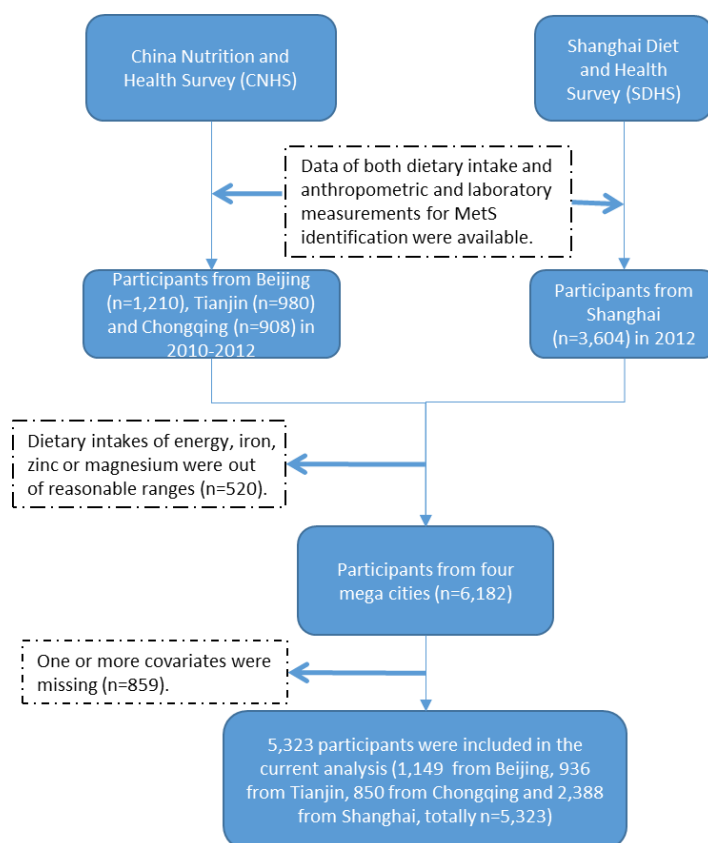 China Nutrition and
Health Survey (CNHS)
Shanghai Diet
and Health
Survey (SDHS)
Data of both dietary intake and
anthropometric and laboratory
measurements for MetS
identification were available.
Participants from Beijing
(n=1,210), Tianjin (n=980)
and Chongqing (n=908) in
2010-2012
Participants from
Shanghai
(n=3,604) in 2012
Dietary intakes of energy, iron,
zinc or magnesium were out
of reasonable ranges (n=520).
Participants from four
mega cities (n=6,182)
One or more covariates were
missing (n=859).
5,323 participants were included in the
current analysis (1,149 from Beijing, 936
from Tianjin, 850 from Chongqing and 2,388
from Shanghai, totally n=5,323)